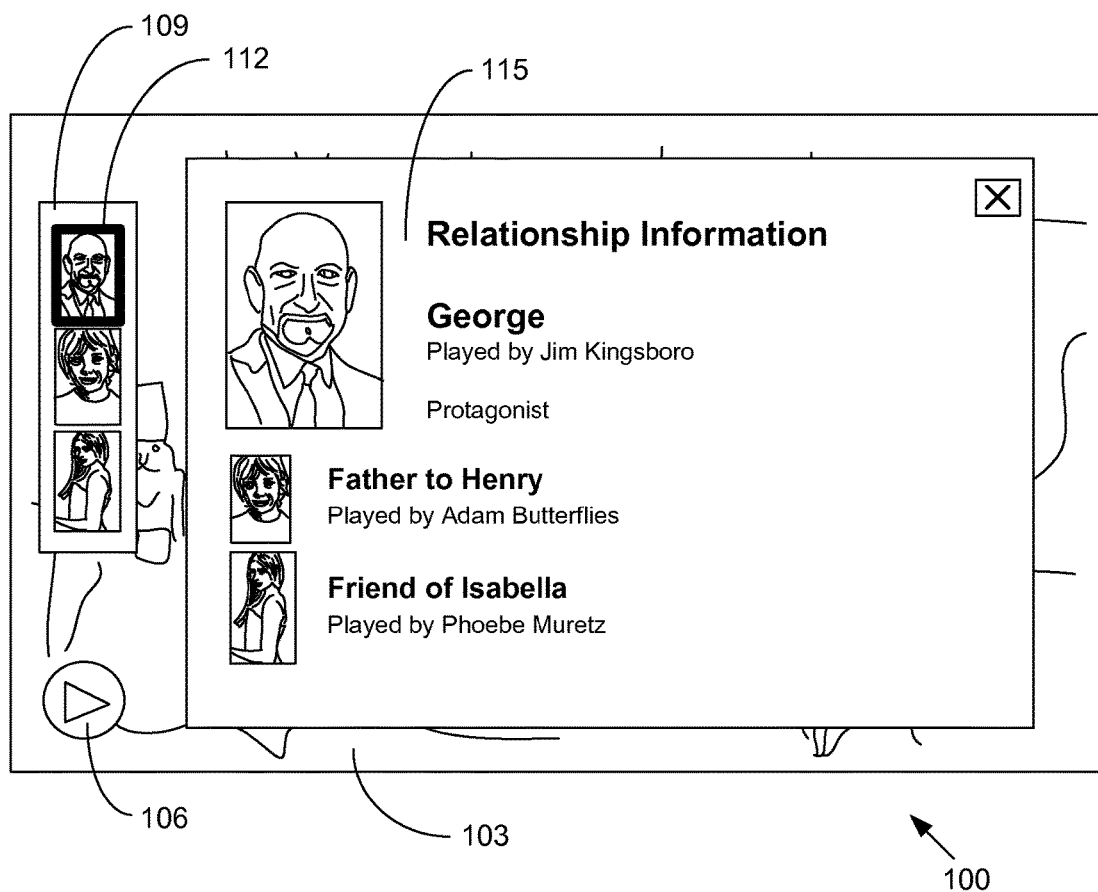 109
112
115
Relationship Information
George
Played by Jim Kingsboro
Protagonist
Father to Henry
Played by Adam Butterflies
Friend of Isabella
Played by Phoebe Muretz
106
103
100